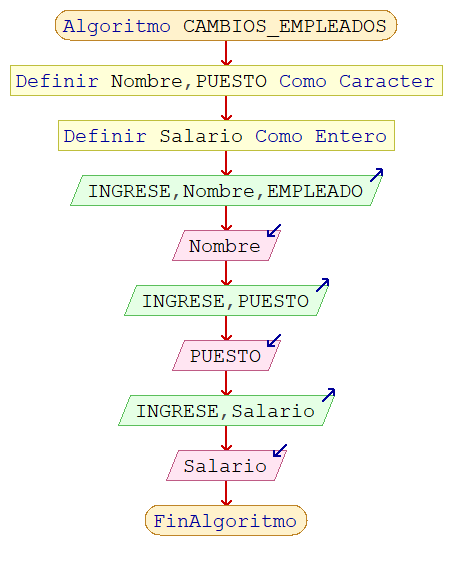 Algoritmo CAMBIOS_EMPLEADOS
Definir Nombre,PUESTO Como Caracter
Definir Salario Como Entero
INGRESE,Nombre,EMPLEADO
Nombre
INGRESE,PUESTO
PUESTO
INGRESE,Salario
Salario
FinAlgoritmo